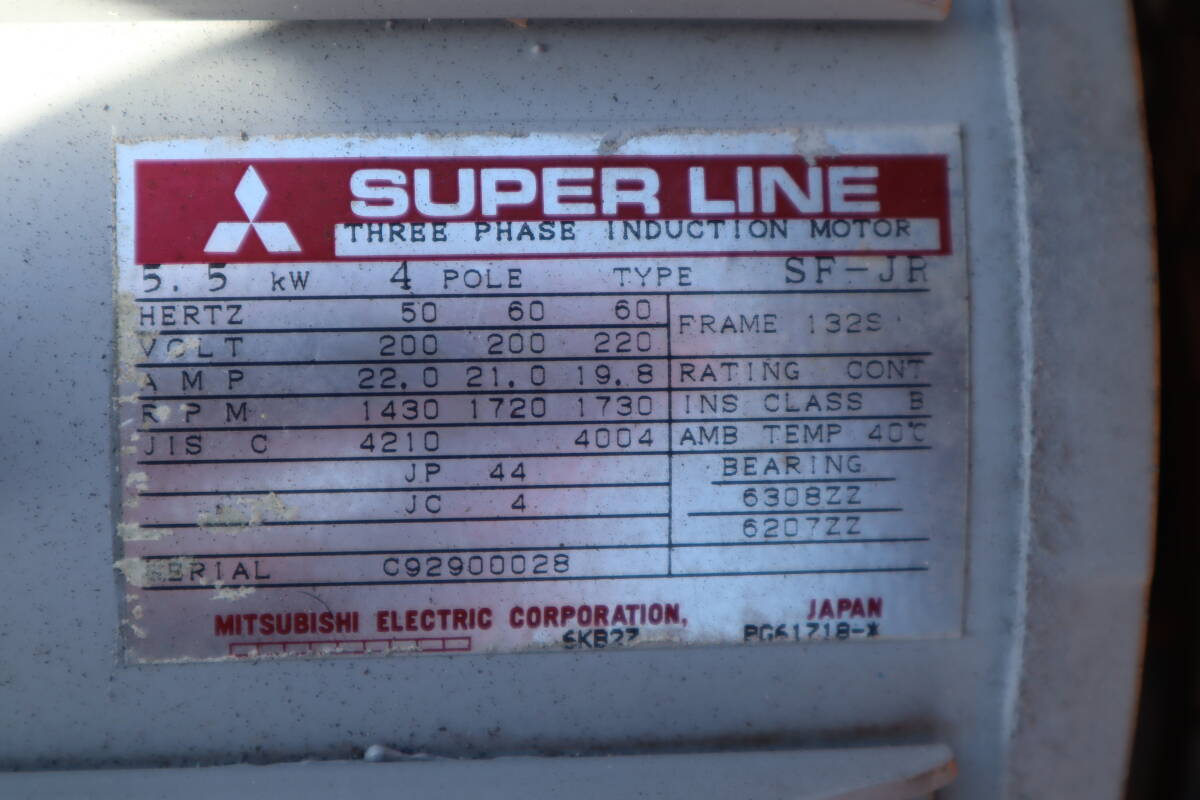 SUPER LINE
THREE PHASE INDUCTION MOTOR
5.5 kW 4 POLE TYPE SF-JR
HERTZ 50 60 60 FRAME 132S
VOLT 200 200 220
AMP 22.0 21.0 19.8 RATING CONT
RPM 1430 1720 1730 INS CLASS B
JIS C 4210 4004 AMB TEMP 40℃
JP 44 BEARING
JC 4 6308ZZ
6207ZZ
SERIAL C92900028
MITSUBISHI ELECTRIC CORPORATION, JAPAN